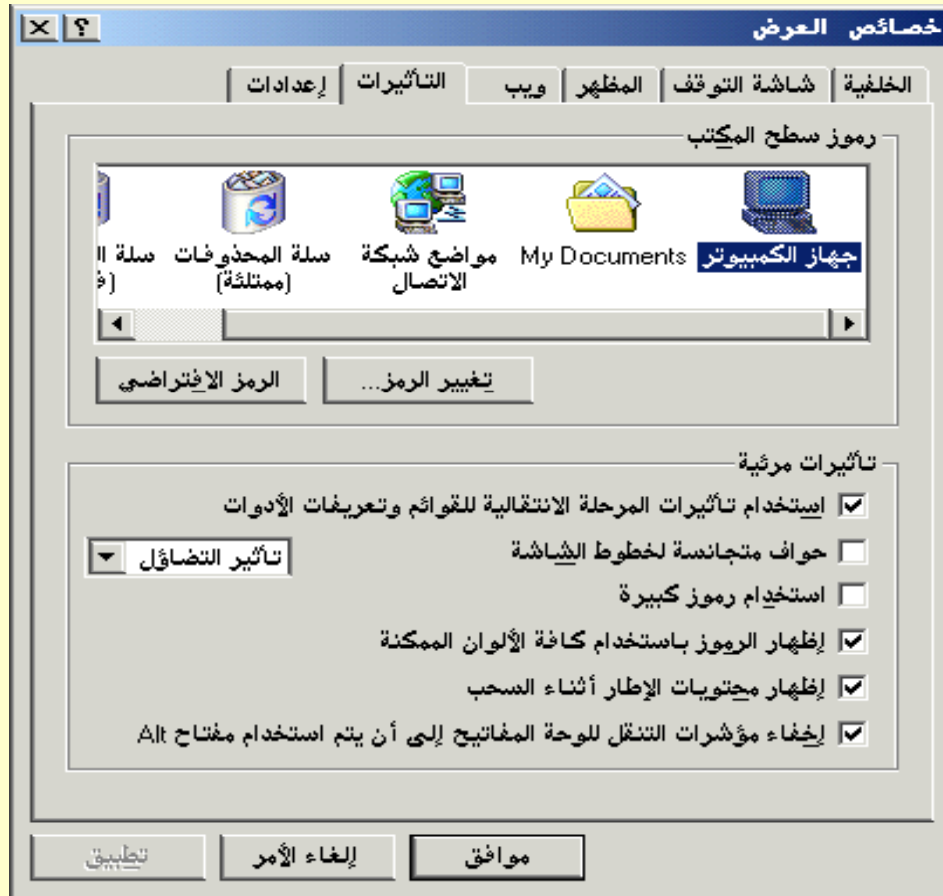 خصائص العرض
الخلفية شاشة التوقف المظهر ويب التأثيرات إعدادات
رموز سطح المكتب
جهاز الكمبيوتر My Documents مواضع شبكة الاتصال سلة المحذوفات (ممتلئة) سلة
تغيير الرمز... الرمز الافتراضي
تأثيرات مرئية
استخدام تأثيرات المرحلة الانتقالية للقوائم وتعريفات الأدوات
حواف متجانسة لخطوط الشاشة تأثير التضاؤل
استخدام رموز كبيرة
إظهار الرموز باستخدام كافة الألوان الممكنة
إظهار محتويات الإطار أثناء السحب
إخفاء مؤشرات التنقل للوحة المفاتيح إلى أن يتم استخدام مفتاح Alt
موافق إلغاء الأمر تطبيق